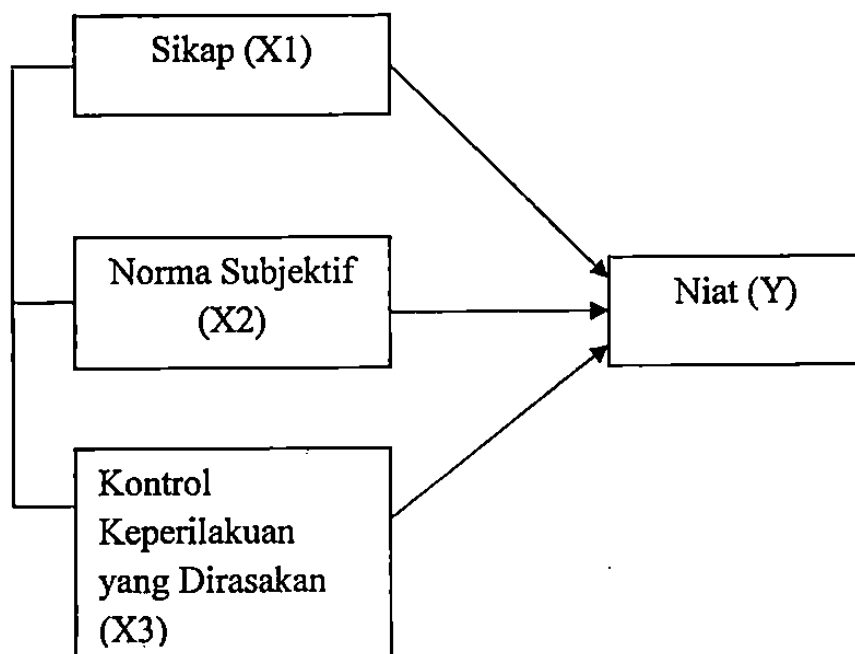 Sikap (X1)
Norma Subjektif
(X2)
Niat (Y)
Kontrol
Keperilakuan
yang Dirasakan
(X3)